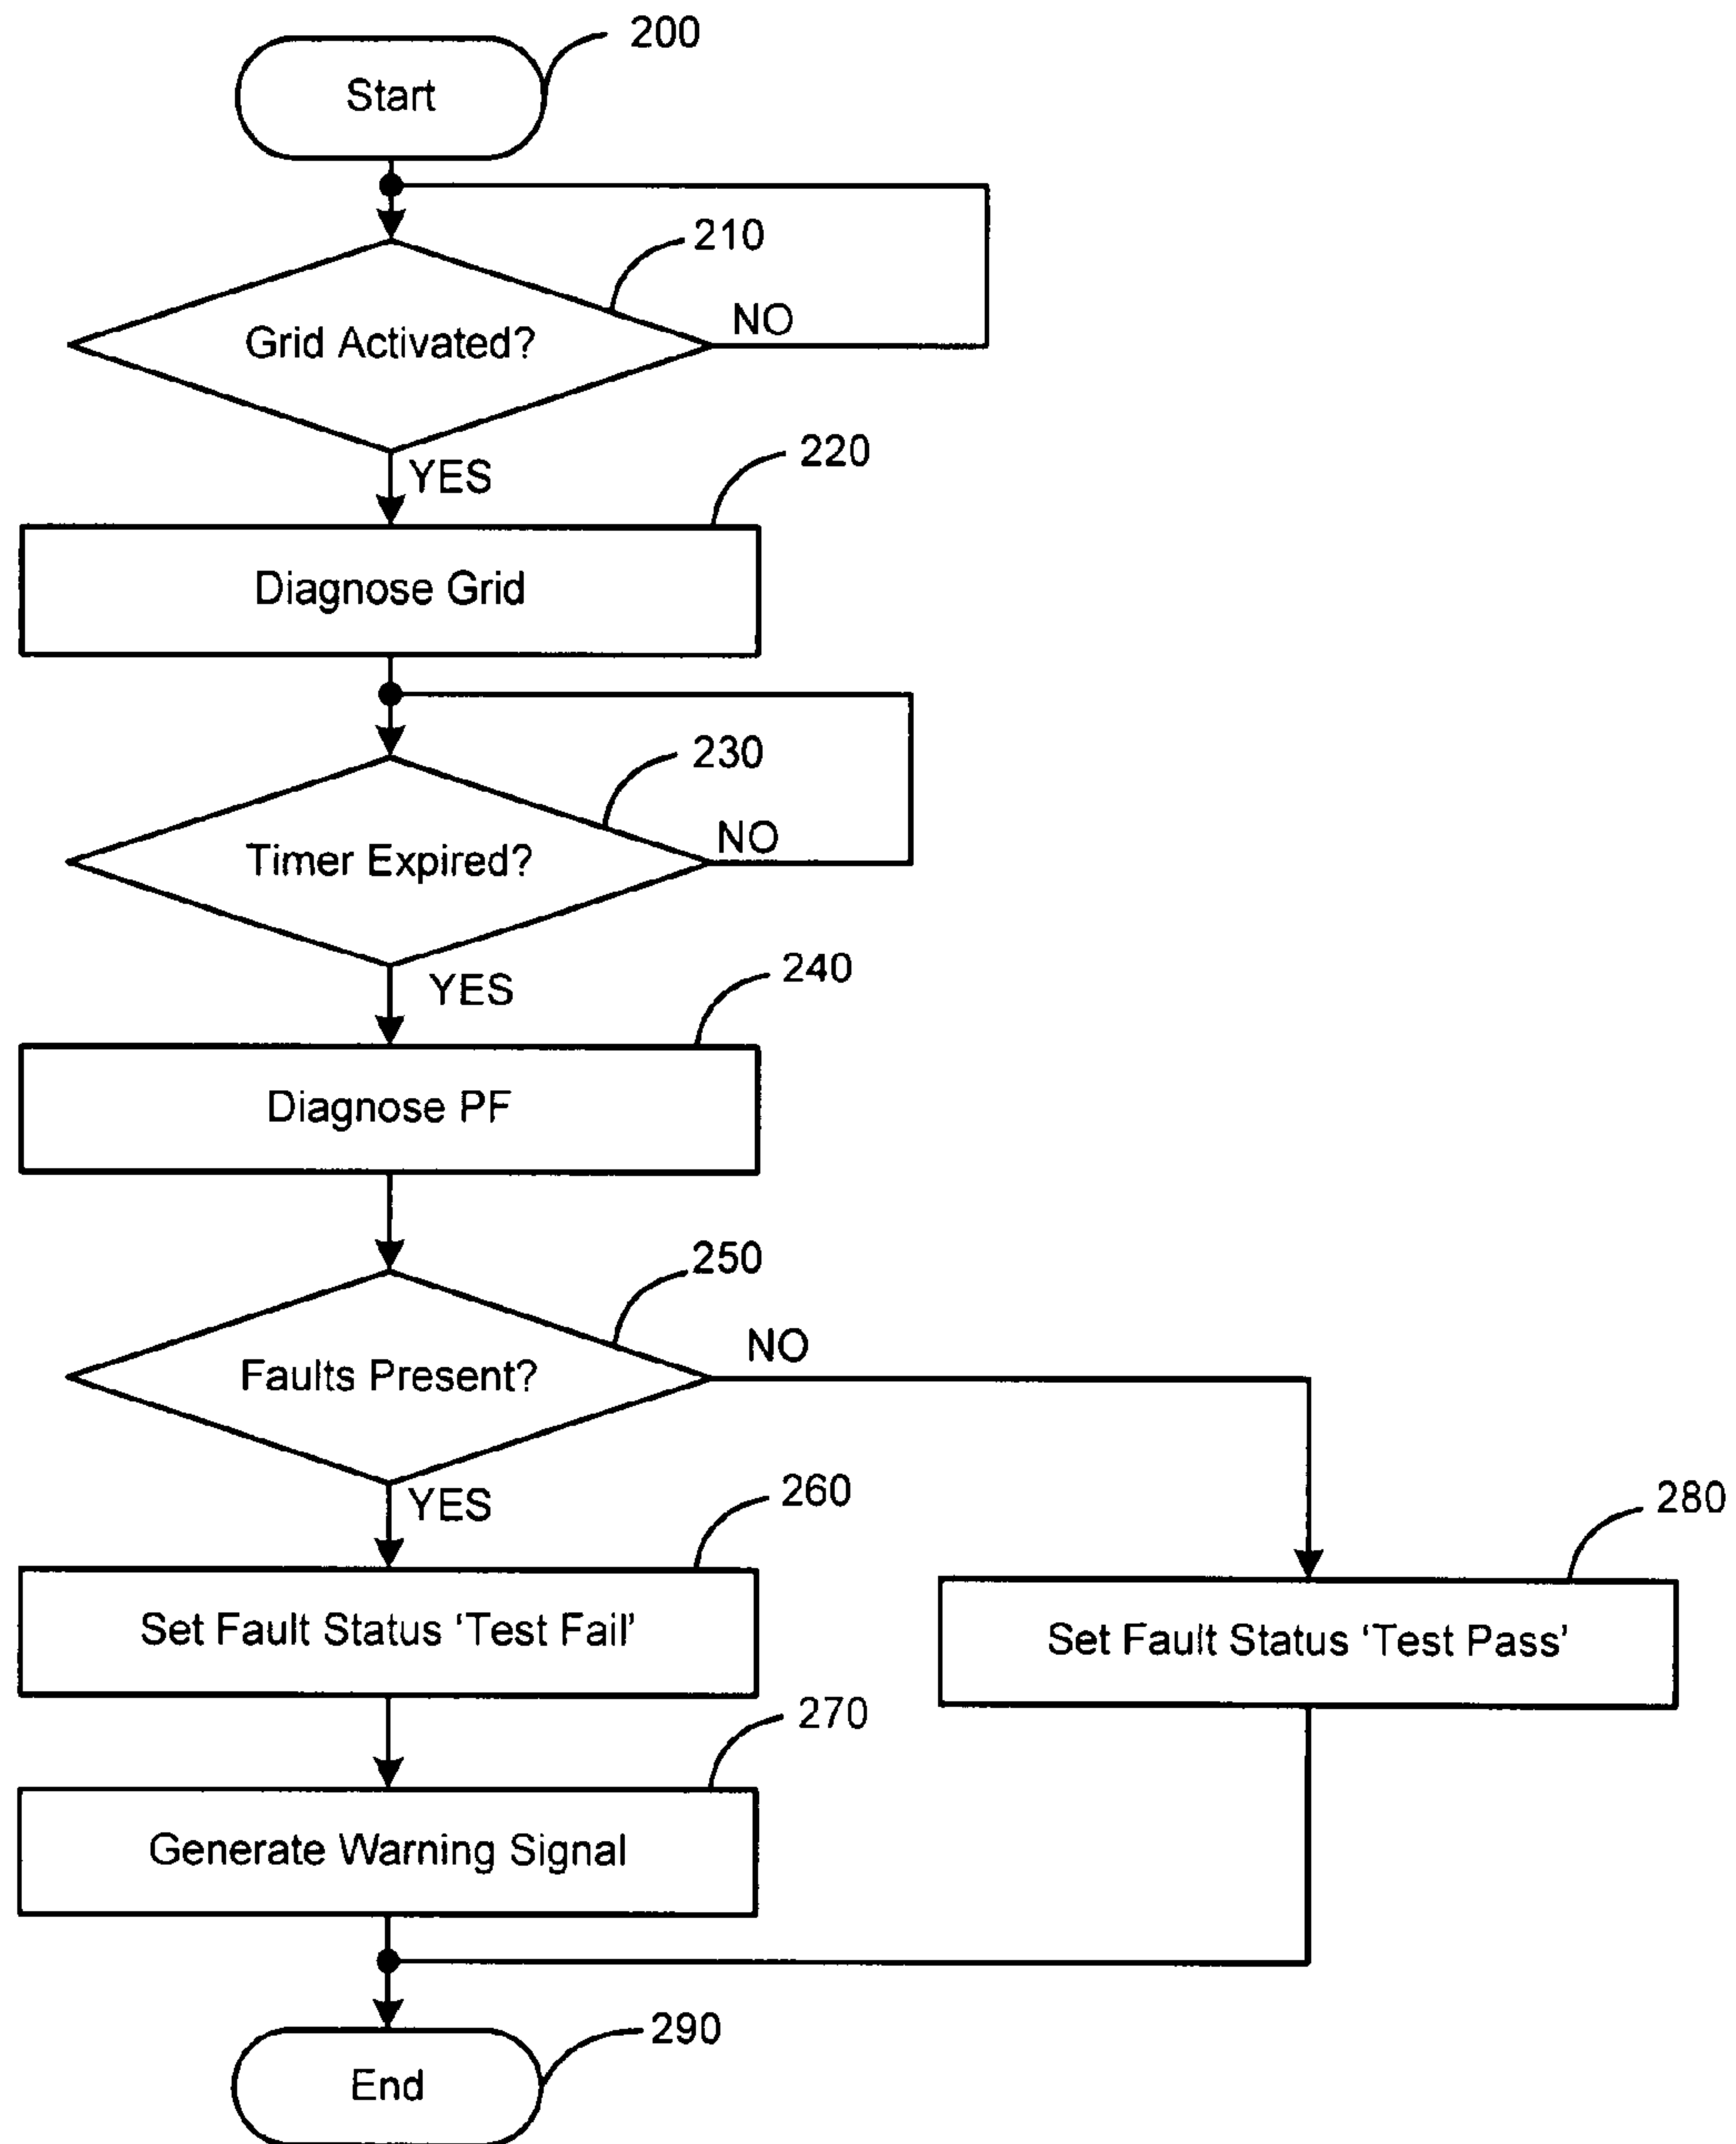 200
Start
210
Grid Activated?
NO
YES
220
Diagnose Grid
230
Timer Expired?
NO
YES
240
Diagnose PF
250
Faults Present?
NO
YES
260
Set Fault Status ‘Test Fail’
280
Set Fault Status ‘Test Pass’
270
Generate Warning Signal
290
End